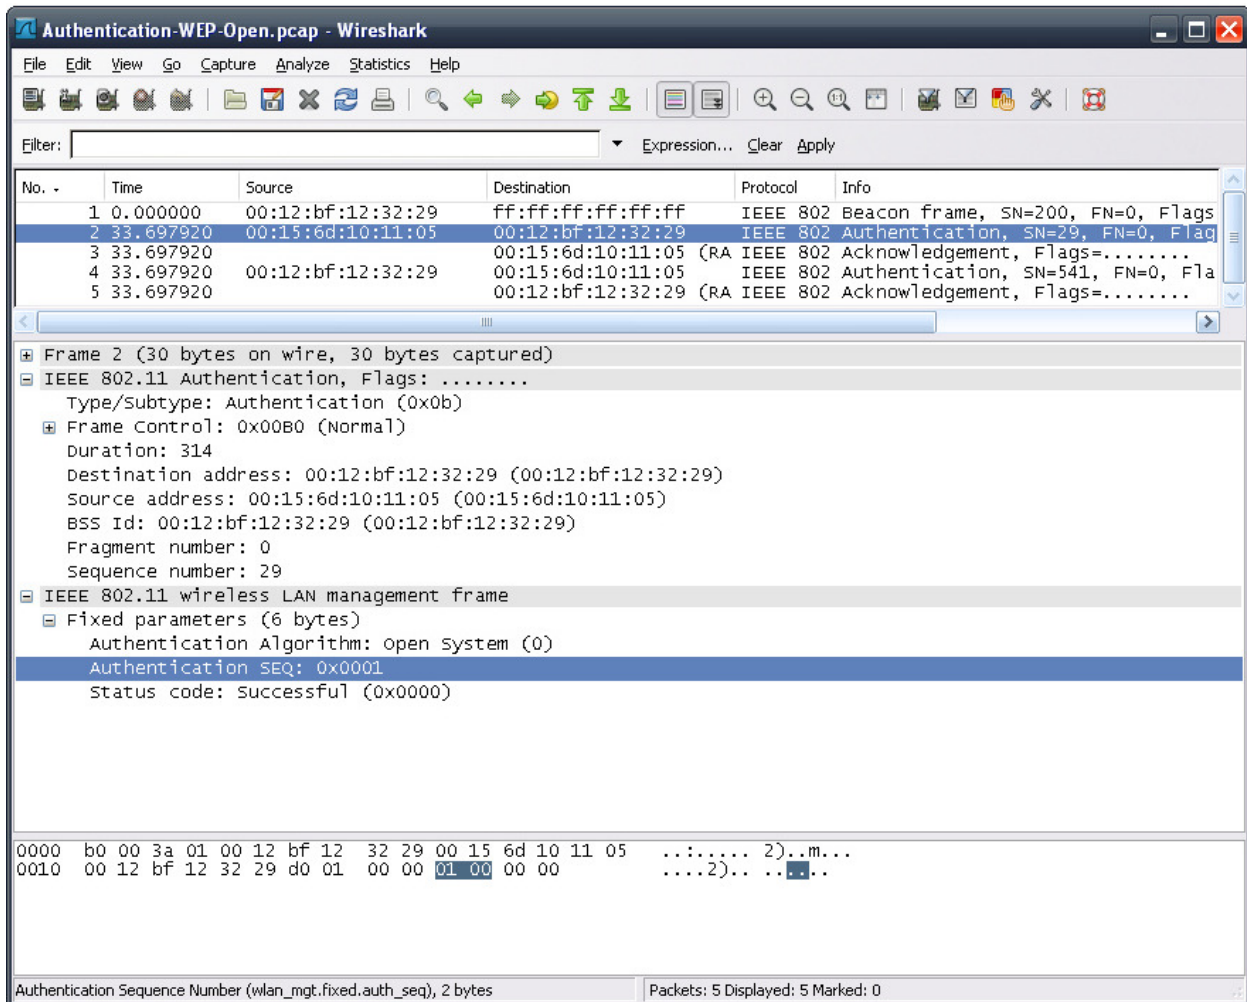 Authentication-WEP-Open.pcap - Wireshark
File Edit View Go Capture Analyze Statistics Help
Filter: Expression... Clear Apply
No. Time Source Destination Protocol Info
1 0.000000 00:12:bf:12:32:29 ff:ff:ff:ff:ff:ff IEEE 802 Beacon frame, SN=200, FN=0, Flags
2 33.697920 00:15:6d:10:11:05 00:12:bf:12:32:29 IEEE 802 Authentication, SN=29, FN=0, Flag
3 33.697920 00:15:6d:10:11:05 (RA IEEE 802 Acknowledgement, Flags=........
4 33.697920 00:12:bf:12:32:29 00:15:6d:10:11:05 IEEE 802 Authentication, SN=541, FN=0, Fla
5 33.697920 00:12:bf:12:32:29 (RA IEEE 802 Acknowledgement, Flags=........
Frame 2 (30 bytes on wire, 30 bytes captured)
IEEE 802.11 Authentication, Flags: ........
Type/Subtype: Authentication (0x0b)
Frame Control: 0x00B0 (Normal)
Duration: 314
Destination address: 00:12:bf:12:32:29 (00:12:bf:12:32:29)
Source address: 00:15:6d:10:11:05 (00:15:6d:10:11:05)
BSS Id: 00:12:bf:12:32:29 (00:12:bf:12:32:29)
Fragment number: 0
Sequence number: 29
IEEE 802.11 wireless LAN management frame
Fixed parameters (6 bytes)
Authentication Algorithm: Open System (0)
Authentication SEQ: 0x0001
Status code: Successful (0x0000)
0000 b0 00 3a 01 00 12 bf 12 32 29 00 15 6d 10 11 05 ..:..... 2)..m...
0010 00 12 bf 12 32 29 d0 01 00 00 01 00 00 00 ....2).. ......
Authentication Sequence Number (wlan_mgt.fixed.auth_seq), 2 bytes Packets: 5 Displayed: 5 Marked: 0